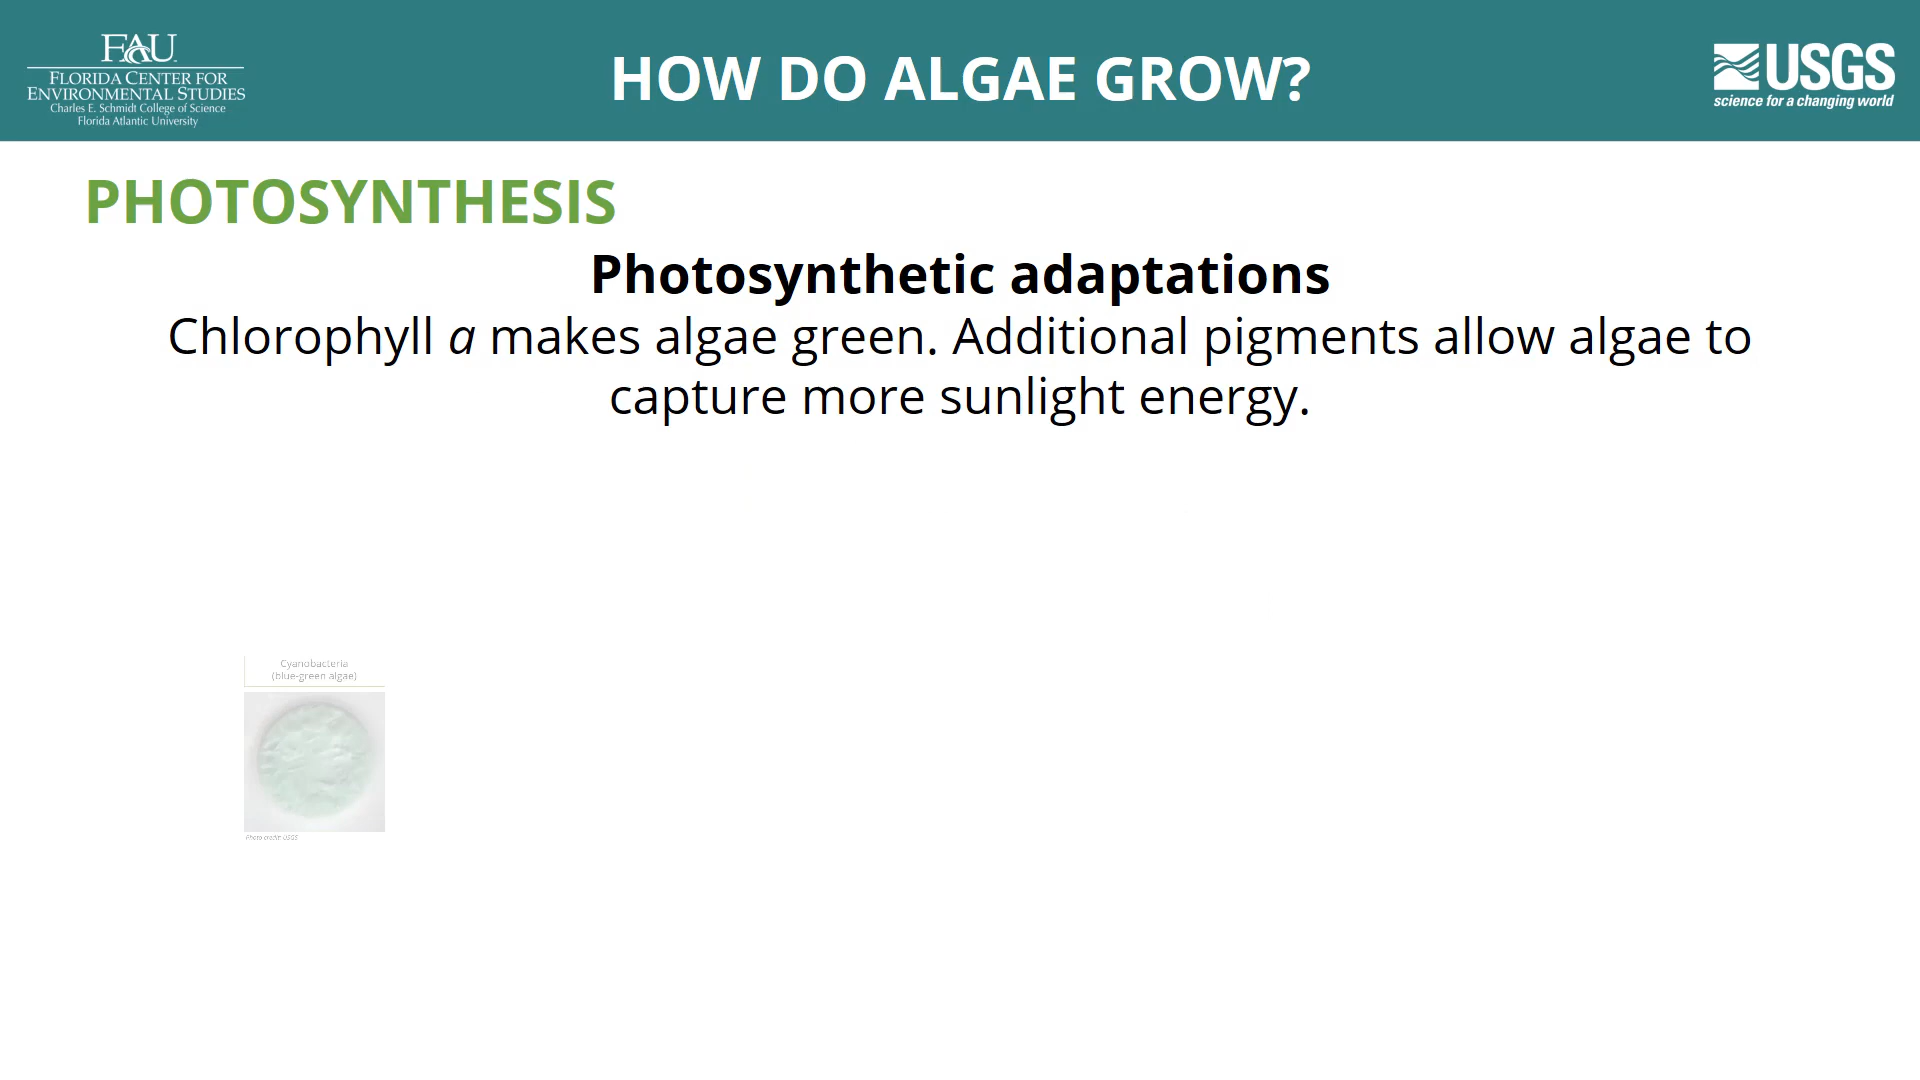 FAU
FLORIDA CENTER FOR
ENVIRONMENTAL STUDIES
Charles E. Schmidt College of Science
Florida Atlantic University
HOW DO ALGAE GROW?
USGS
science for a changing world
PHOTOSYNTHESIS
Photosynthetic adaptations
Chlorophyll a makes algae green. Additional pigments allow algae to
capture more sunlight energy.
Cyanobacteria
(blue-green algae)
Photo credit: USGS